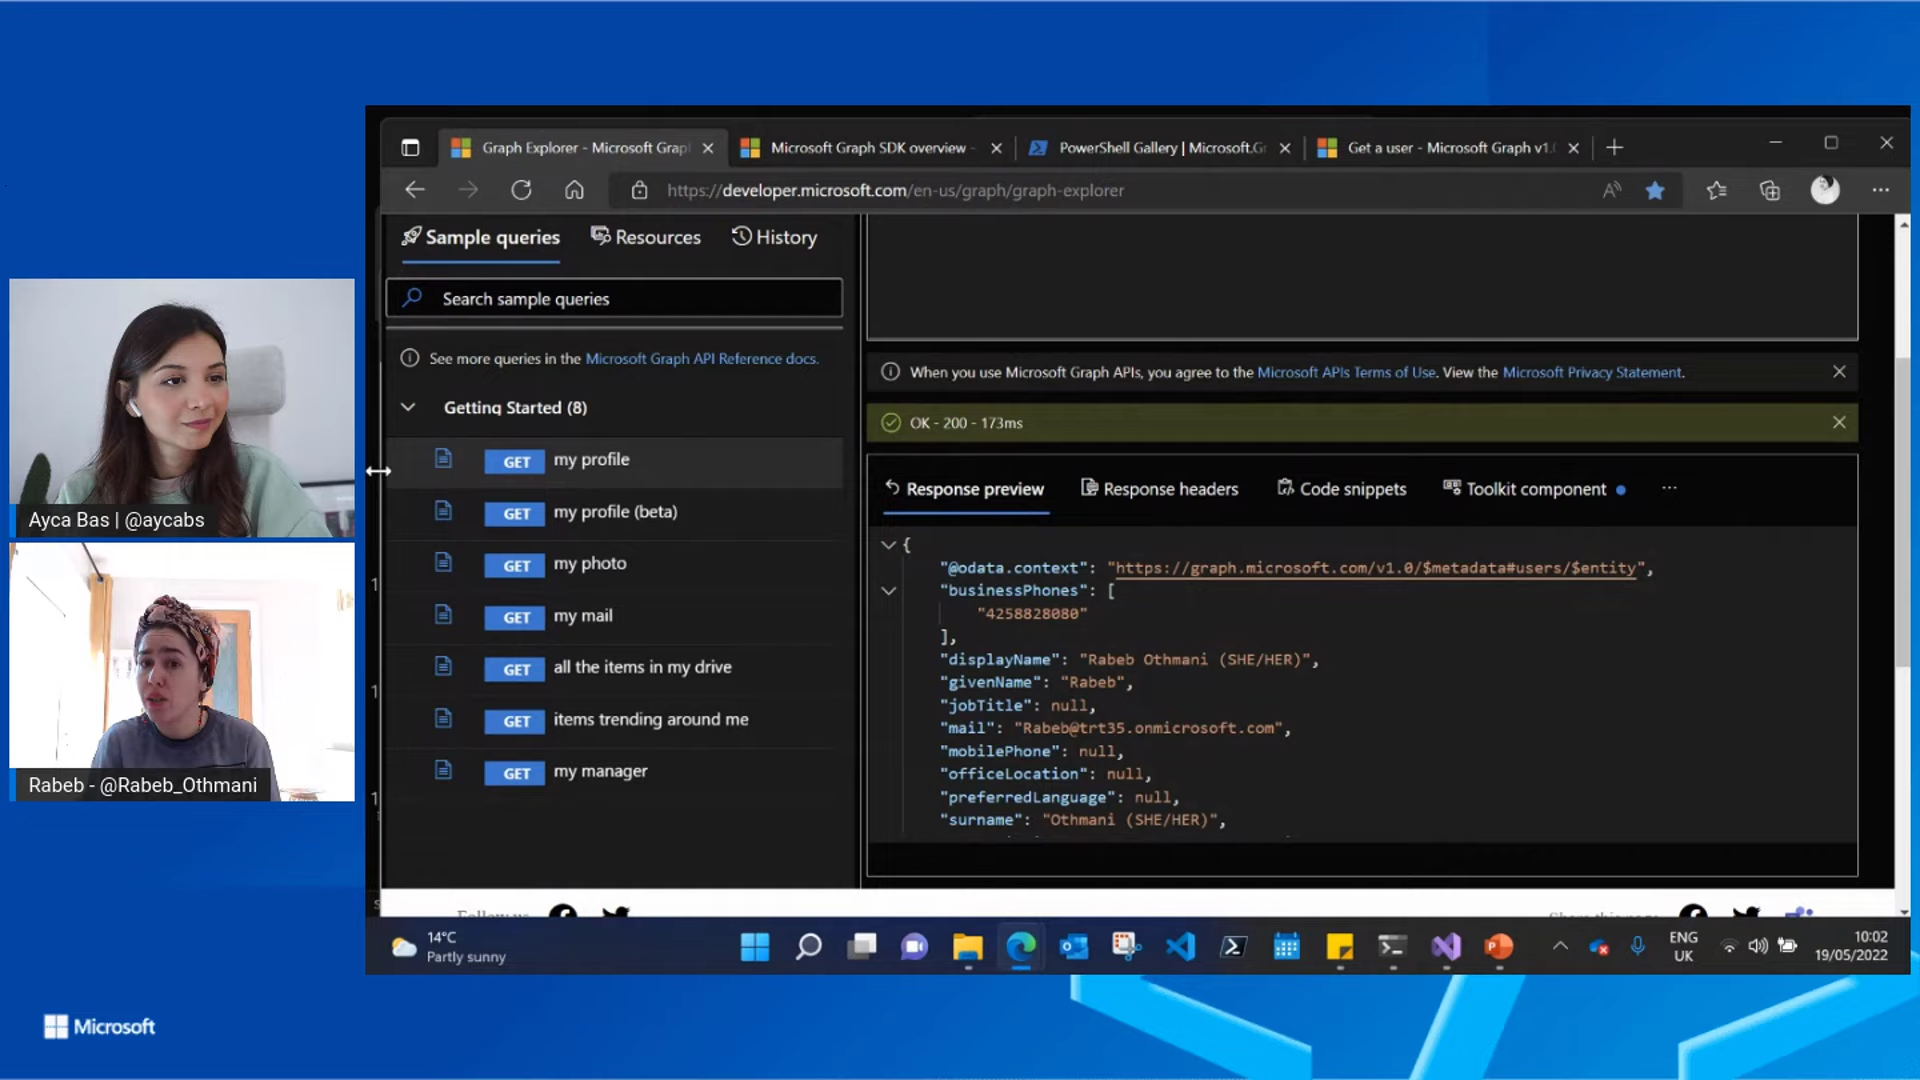 Graph Explorer - Microsoft Grap
Microsoft Graph SDK overview -
PowerShell Gallery | Microsoft.Gr
Get a user - Microsoft Graph v1.
https://developer.microsoft.com/en-us/graph/graph-explorer
Sample queries
Resources
History
Search sample queries
See more queries in the Microsoft Graph API Reference docs.
Getting Started (8)
GET my profile
GET my profile (beta)
GET my photo
GET my mail
GET all the items in my drive
GET items trending around me
GET my manager
When you use Microsoft Graph APIs, you agree to the Microsoft APIs Terms of Use. View the Microsoft Privacy Statement.
OK - 200 - 173ms
Response preview
Response headers
Code snippets
Toolkit component
...
{
"@odata.context": "https://graph.microsoft.com/v1.0/$metadata#users/$entity",
"businessPhones": [
"4258828080"
],
"displayName": "Rabeb Othmani (SHE/HER)",
"givenName": "Rabeb",
"jobTitle": null,
"mail": "Rabeb@trt35.onmicrosoft.com",
"mobilePhone": null,
"officeLocation": null,
"preferredLanguage": null,
"surname": "Othmani (SHE/HER)",
Ayca Bas | @aycabs
Rabeb - @Rabeb_Othmani
14°C
Partly sunny
ENG
UK
10:02
19/05/2022
Microsoft